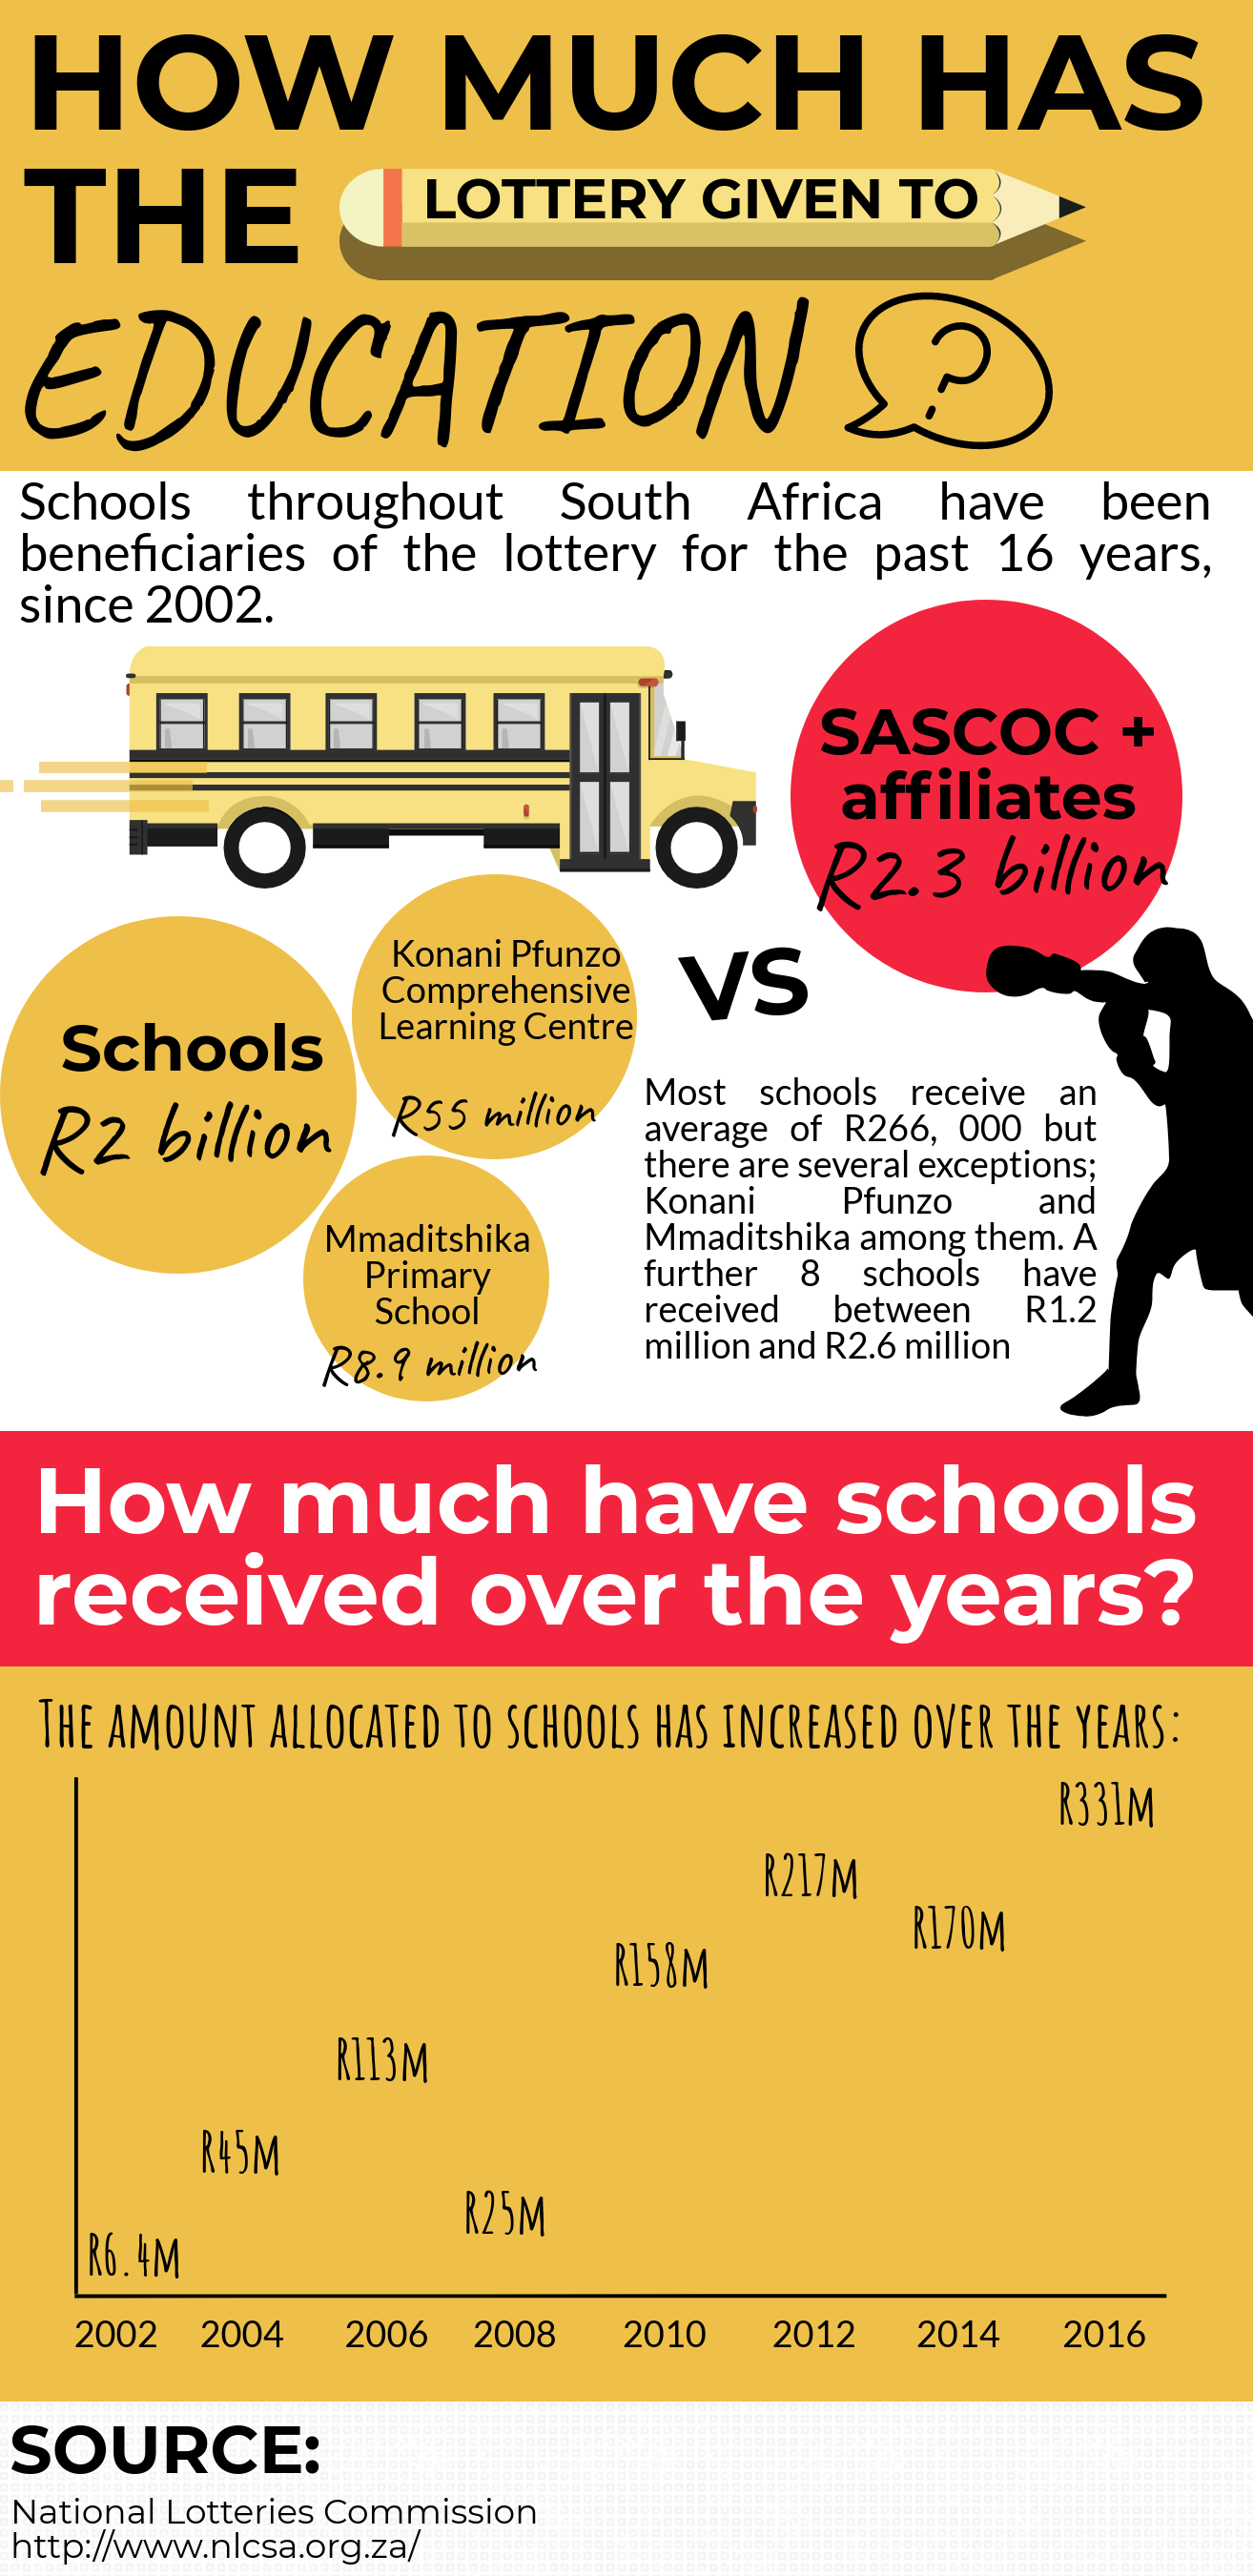 HOW MUCH HAS
THE LOTTERY GIVEN TO
EDUCATION ?
Schools throughout South Africa have been
beneficiaries of the lottery for the past 16 years,
since 2002.
SASCOC +
affiliates
R2.3 billion
Konani Pfunzo
Comprehensive
Learning Centre
R55 million
VS
Schools
R2 billion
Mmaditshika
Primary
School
R8.9 million
Most schools receive an
average of R266, 000 but
there are several exceptions;
Konani Pfunzo and
Mmaditshika among them. A
further 8 schools have
received between R1.2
million and R2.6 million
How much have schools
received over the years?
The amount allocated to schools has increased over the years:
R331m
R217m
R170m
R158m
R113m
R45m
R25m
R6.4m
2002 2004 2006 2008 2010 2012 2014 2016
SOURCE:
National Lotteries Commission
http://www.nlcsa.org.za/